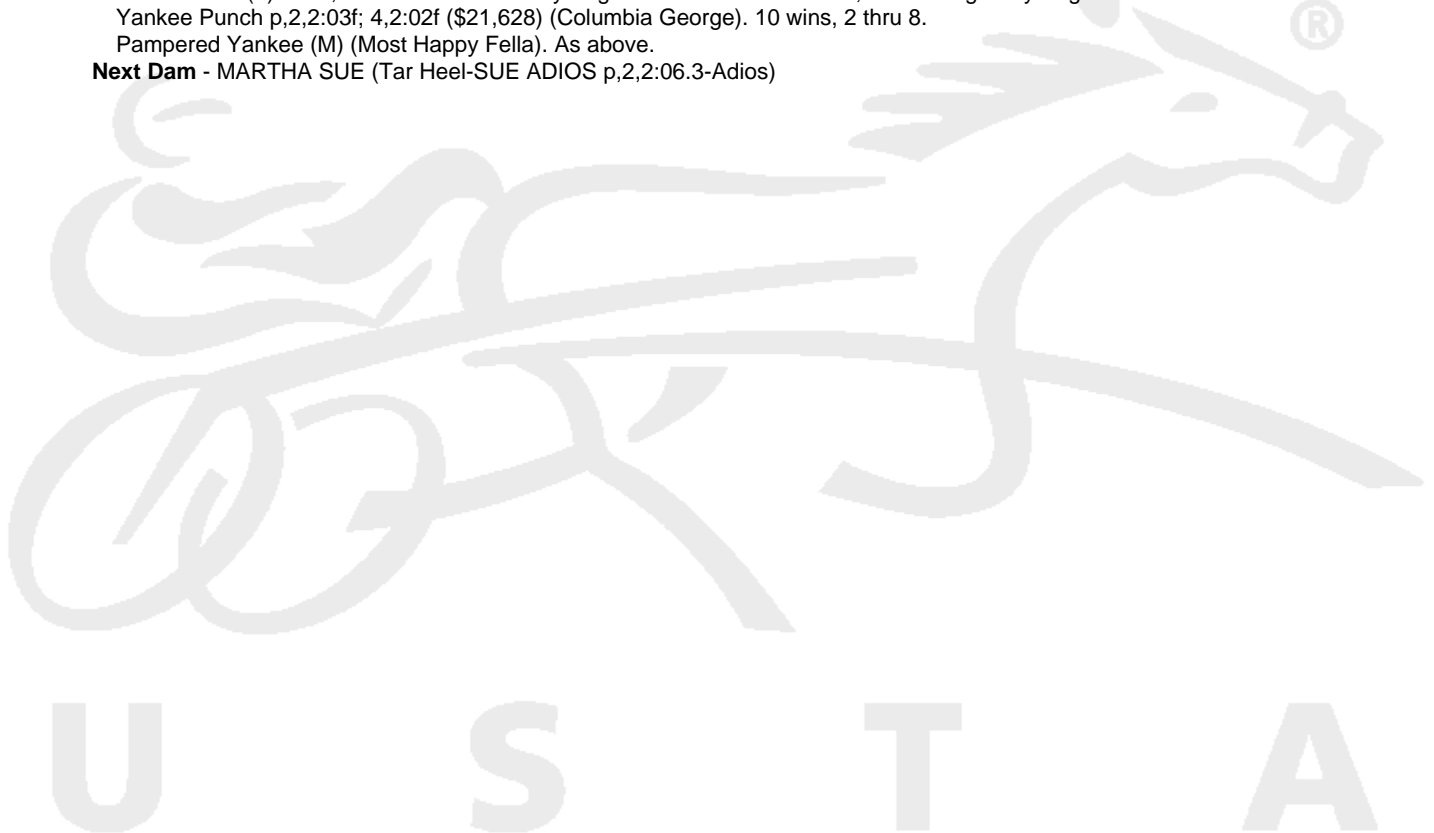 Yankee Punch p,2,2:03f; 4,2:02f ($21,628) (Columbia George). 10 wins, 2 thru 8.
Pampered Yankee (M) (Most Happy Fella). As above.
Next Dam - MARTHA SUE (Tar Heel-SUE ADIOS p,2,2:06.3-Adios)
®
U S T A